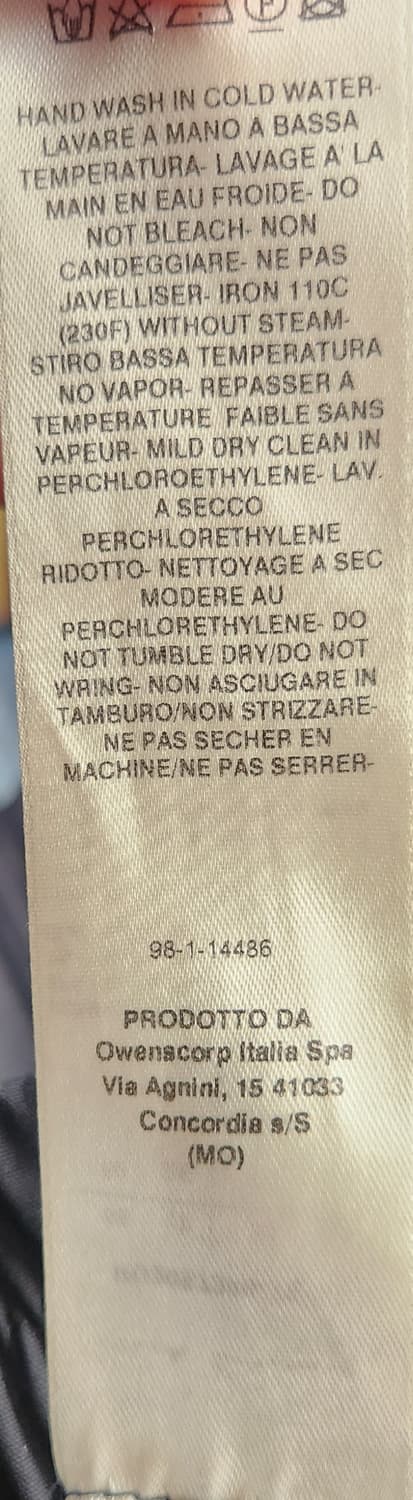 HAND WASH IN COLD WATER-
LAVARE A MANO A BASSA
TEMPERATURA- LAVAGE A' LA
MAIN EN EAU FROIDE- DO
NOT BLEACH- NON
CANDEGGIARE- NE PAS
JAVELLISER- IRON 110C
(230F) WITHOUT STEAM-
STIRO BASSA TEMPERATURA
NO VAPOR- REPASSER A
TEMPERATURE FAIBLE SANS
VAPEUR- MILD DRY CLEAN IN
PERCHLOROETHYLENE- LAV.
A SECCO
PERCHLORETHYLENE
RIDOTTO- NETTOYAGE A SEC
MODERE AU
PERCHLORETHYLENE- DO
NOT TUMBLE DRY/DO NOT
WRING- NON ASCIUGARE IN
TAMBURO/NON STRIZZARE-
NE PAS SECHER EN
MACHINE/NE PAS SERRER-
98-1-14486
PRODOTTO DA
Owenscorp Italia Spa
Via Agnini, 15 41033
Concordia s/S
(MO)